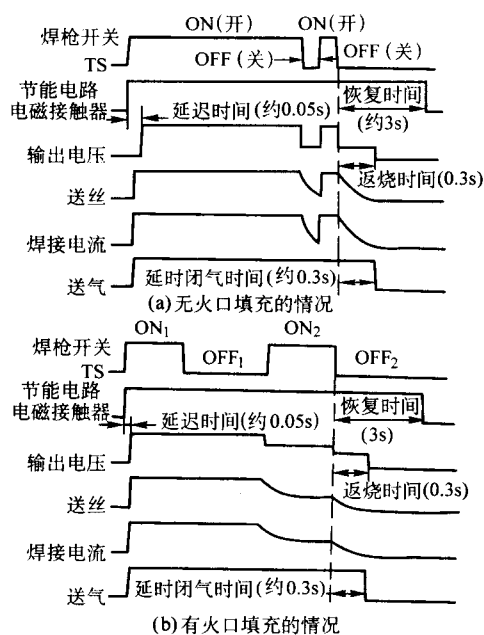 ON(开) ON(开)
焊枪开关
TS
OFF(关) OFF(关)
节能电路
电磁接触器
恢复时间
(约3s)
延迟时间(约0.05s)
输出电压
返烧时间(0.3s)
送丝
焊接电流
送气
延时闭气时间(约0.3s)
(a)无火口填充的情况
ON₁ ON₂
焊枪开关
TS
OFF₁ OFF₂
节能电路
电磁接触器
恢复时间
(3s)
延迟时间(约0.05s)
输出电压
返烧时间(0.3s)
送丝
焊接电流
送气
延时闭气时间(约0.3s)
(b)有火口填充的情况